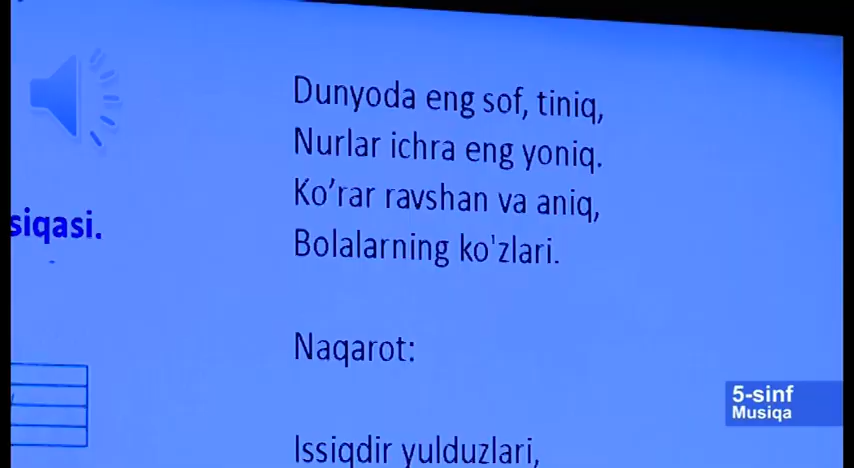 Dunyoda eng sof, tiniq,
Nurlar ichra eng yoniq.
Ko’rar ravshan va aniq,
Bolalarning ko'zlari.
siqasi.
Naqarot:
Issiqdir yulduzlari,
5-sinf
Musiqa